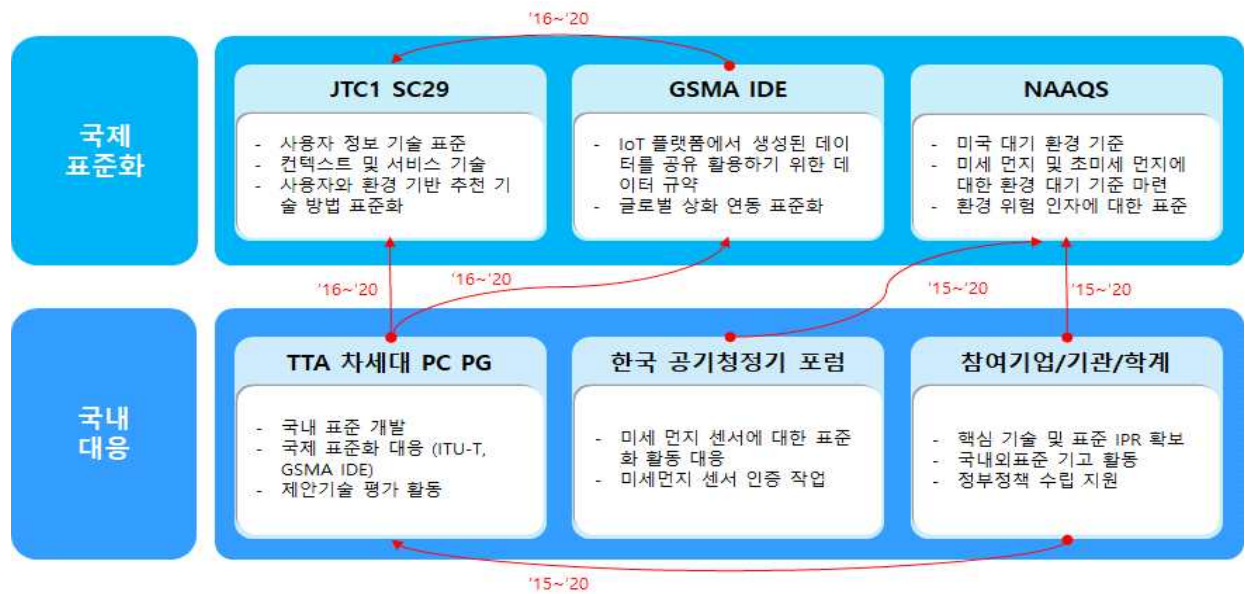 '16~'20
국제
표준화
JTC1 SC29
- 사용자 정보 기술 표준
- 컨텍스트 및 서비스 기술
- 사용자와 환경 기반 추천 기
술 방법 표준화
GSMA IDE
- IoT 플랫폼에서 생성된 데이
터를 공유 활용하기 위한 데
이터 규약
- 글로벌 상화 연동 표준화
NAAQS
- 미국 대기 환경 기준
- 미세 먼지 및 초미세 먼지에
대한 환경 대기 기준 마련
- 환경 위험 인자에 대한 표준
'16~'20
'16~'20
'15~'20
'15~'20
국내
대응
TTA 차세대 PC PG
- 국내 표준 개발
- 국제 표준화 대응 (ITU-T,
GSMA IDE)
- 제안기술 평가 활동
한국 공기청정기 포럼
- 미세 먼지 센서에 대한 표준
화 활동 대응
- 미세먼지 센서 인증 작업
참여기업/기관/학계
- 핵심 기술 및 표준 IPR 확보
- 국내외표준 기고 활동
- 정부정책 수립 지원
'15~'20